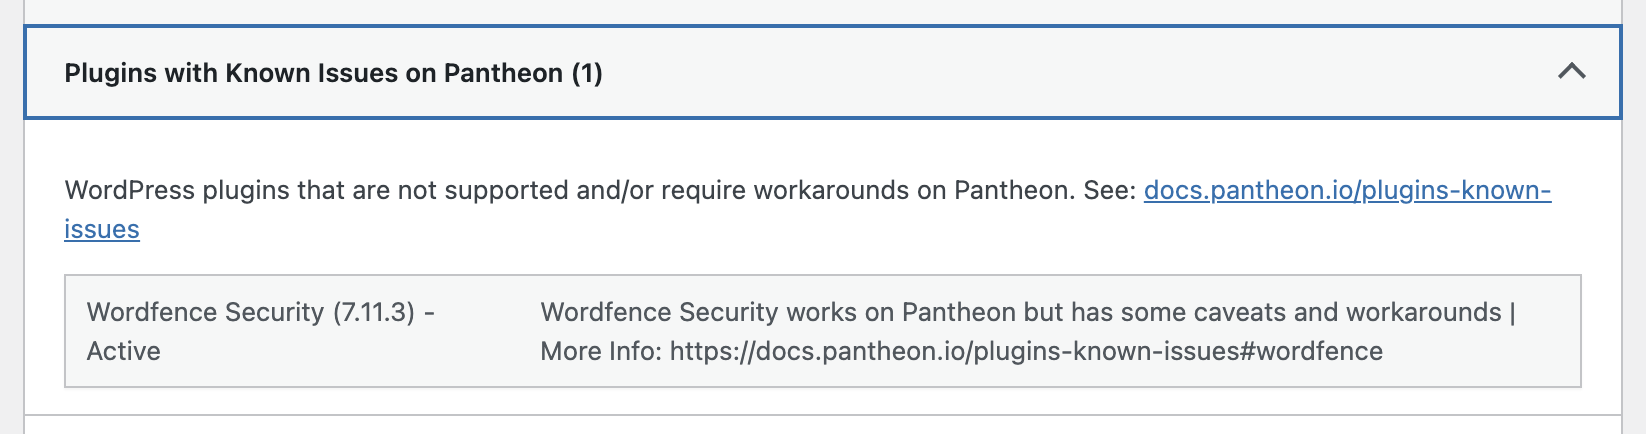 Plugins with Known Issues on Pantheon (1)
WordPress plugins that are not supported and/or require workarounds on Pantheon. See: docs.pantheon.io/plugins-known-
issues
Wordfence Security (7.11.3) -
Active
Wordfence Security works on Pantheon but has some caveats and workarounds |
More Info: https://docs.pantheon.io/plugins-known-issues#wordfence